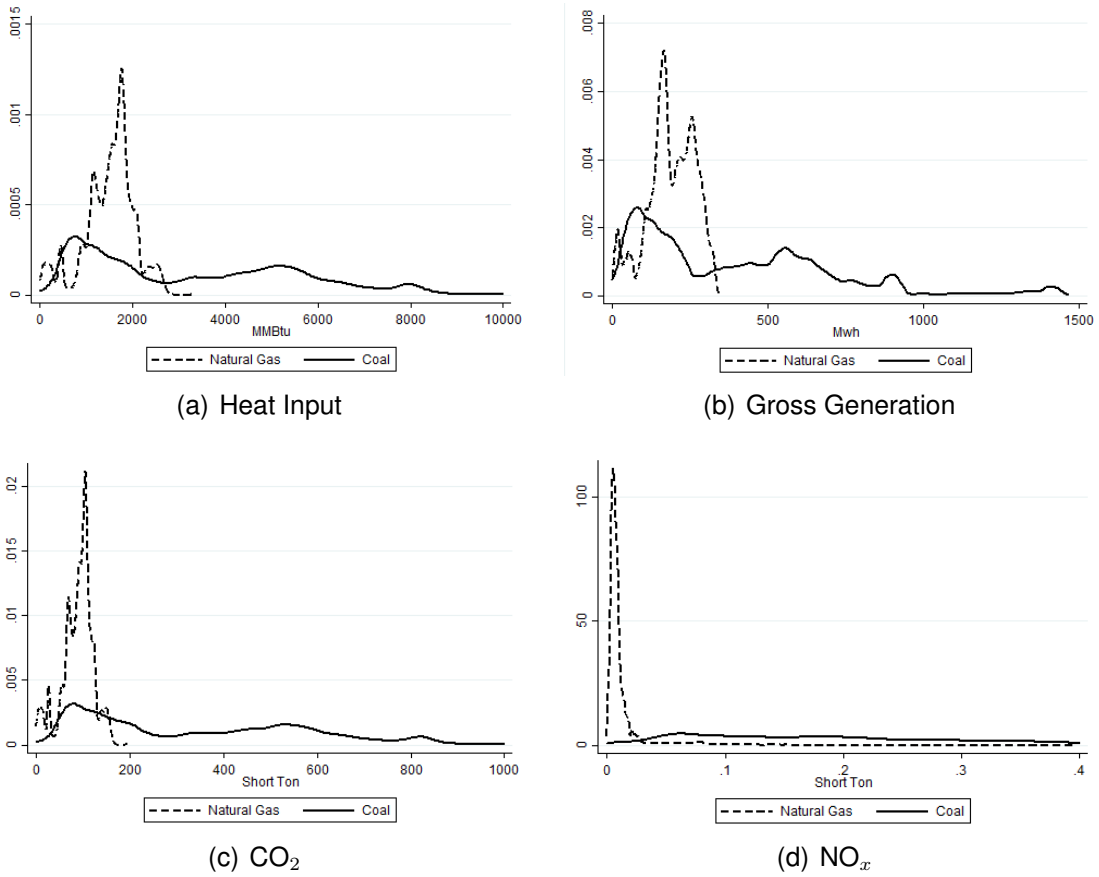 0 .0005 .001 .0015
0 2000 4000 6000 8000 10000
MMBtu
Natural Gas Coal
(a) Heat Input
0 .002 .004 .006 .008
0 500 1000 1500
Mwh
Natural Gas Coal
(b) Gross Generation
0 .005 .01 .015 .02
0 200 400 600 800 1000
Short Ton
Natural Gas Coal
(c) CO₂
0 50 100
0 .1 .2 .3 .4
Short Ton
Natural Gas Coal
(d) NOₓ